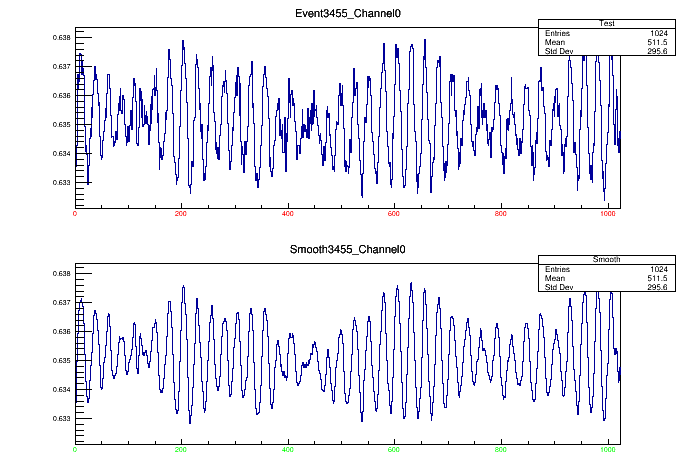 Event3455_Channel0
Test
Entries 1024
Mean 511.5
Std Dev 295.6
0.638
0.637
0.636
0.635
0.634
0.633
0 200 400 600 800 1000
Smooth3455_Channel0
Smooth
Entries 1024
Mean 511.5
Std Dev 295.6
0.638
0.637
0.636
0.635
0.634
0.633
0 200 400 600 800 1000